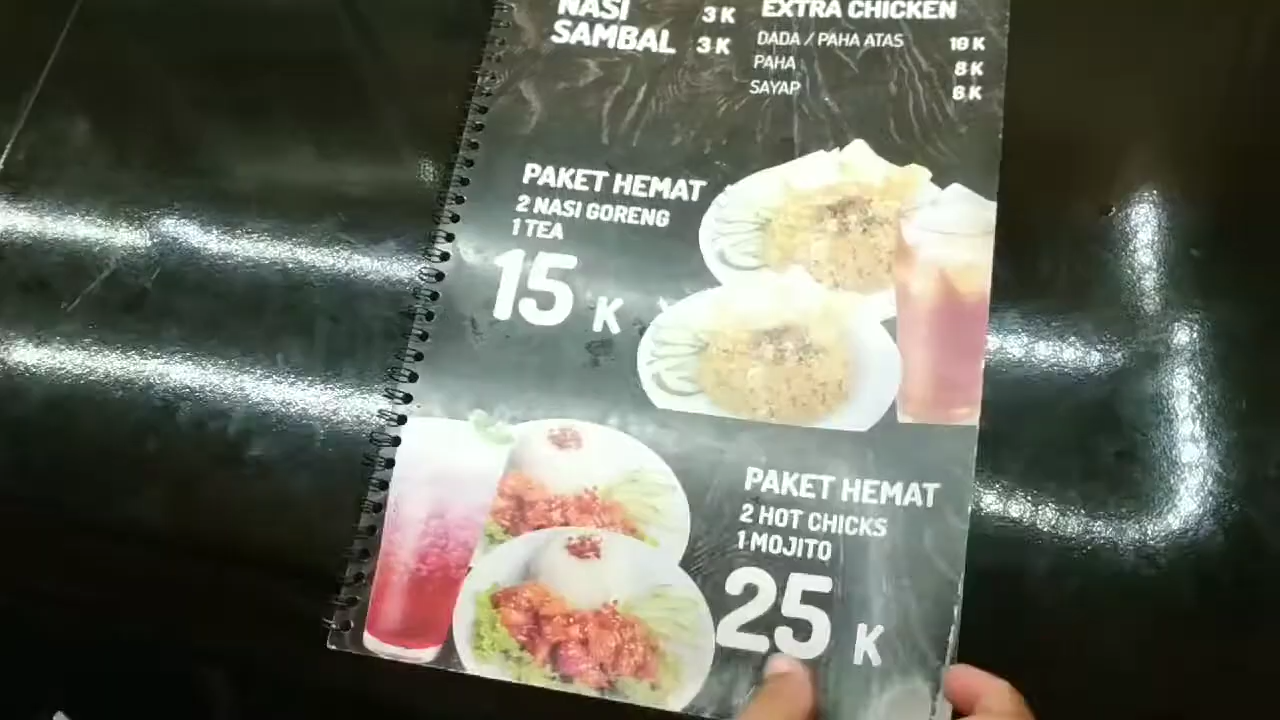 NASI 3 K
SAMBAL 3 K
EXTRA CHICKEN
DADA / PAHA ATAS 10 K
PAHA 8 K
SAYAP 6 K
PAKET HEMAT
2 NASI GORENG
1 TEA
15 K
PAKET HEMAT
2 HOT CHICKS
1 MOJITO
25 K